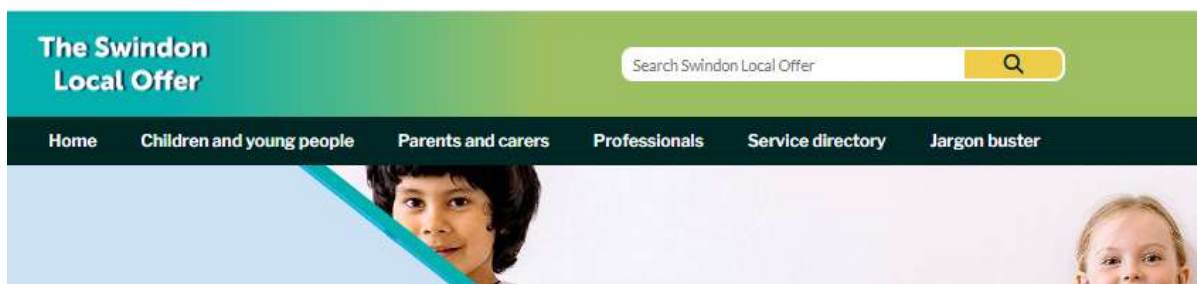 The Swindon
Local Offer
Search Swindon Local Offer
Home Children and young people Parents and carers Professionals Service directory Jargon buster